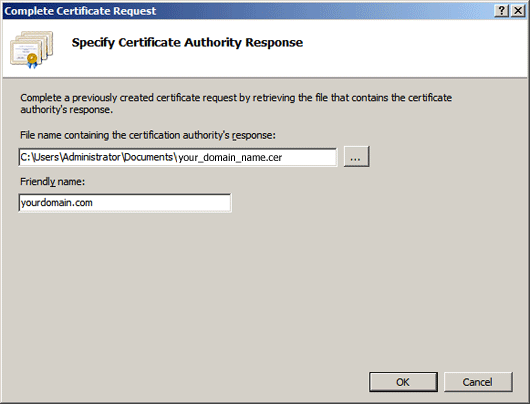 Complete Certificate Request
Specify Certificate Authority Response
Complete a previously created certificate request by retrieving the file that contains the certificate
authority's response.
File name containing the certification authority's response:
C:\Users\Administrator\Documents\your_domain_name.cer
...
Friendly name:
yourdomain.com
OK
Cancel